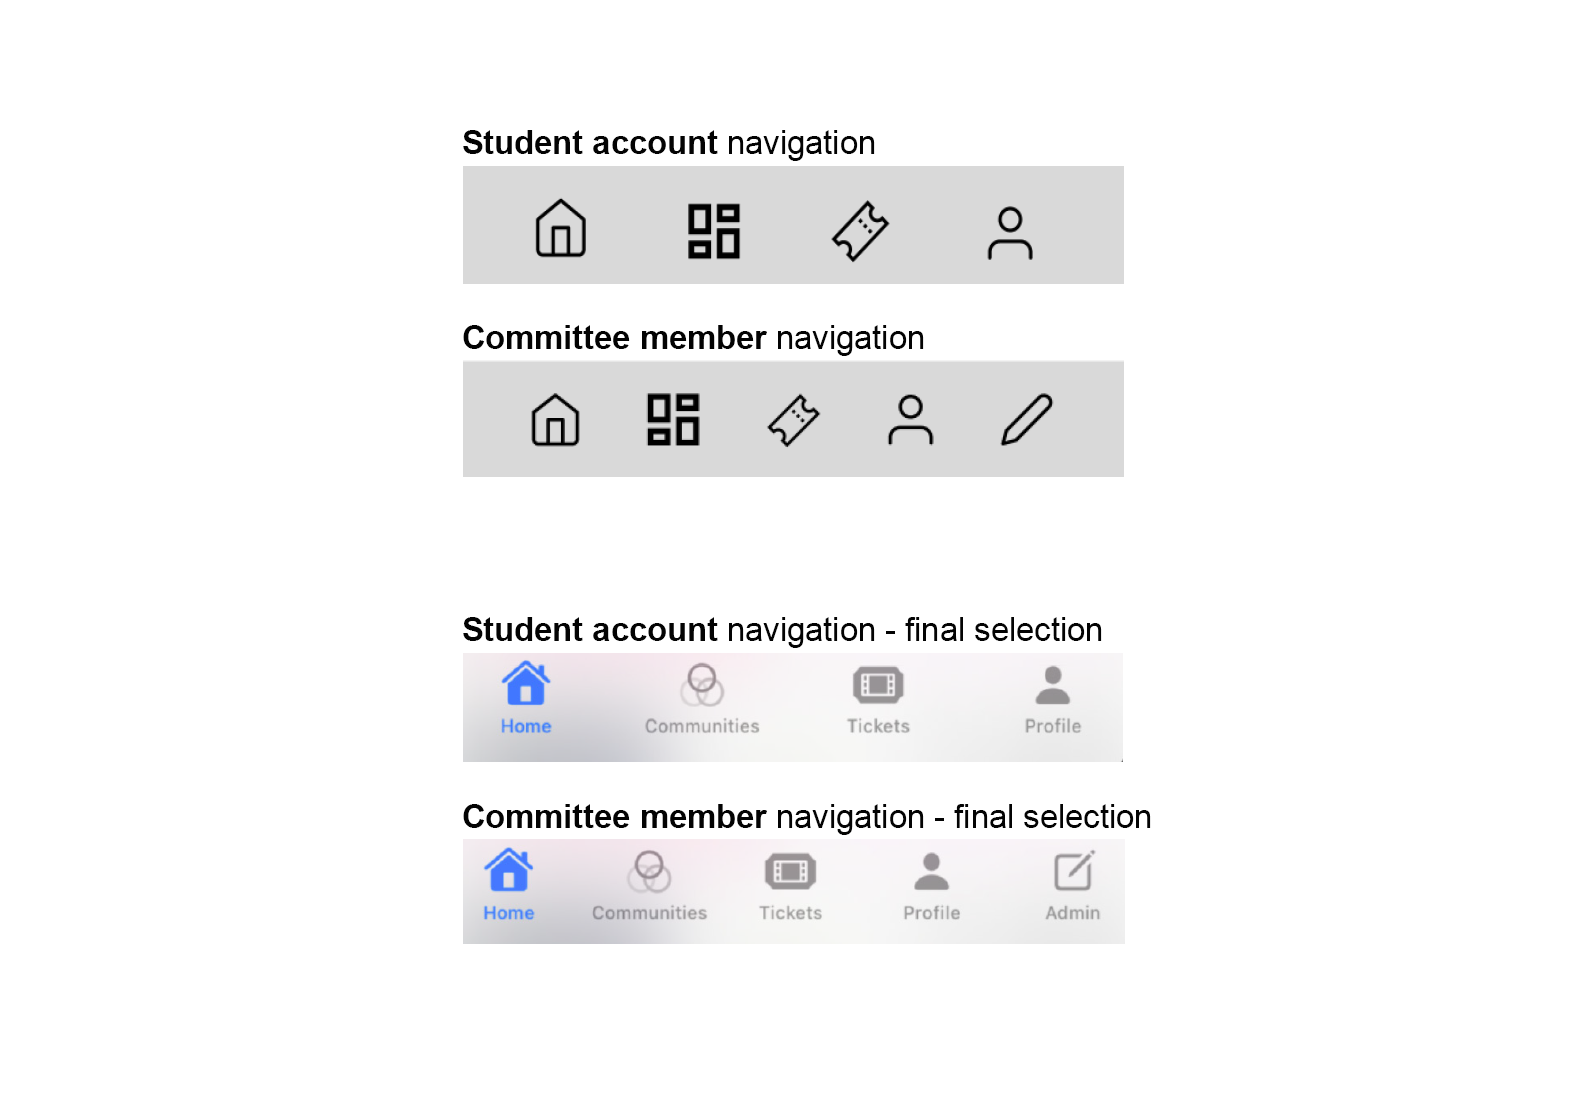 Student account navigation
Committee member navigation
Student account navigation - final selection
Home Communities Tickets Profile
Committee member navigation - final selection
Home Communities Tickets Profile Admin